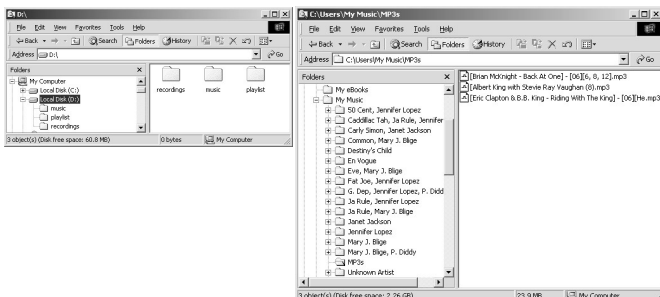 D:\
File Edit View Favorites Tools Help
Back Search Folders History
Address D:\ Go
Folders
My Computer
Local Disk (C:)
Local Disk (D:)
music
playlist
recordings
recordings music playlist
3 object(s) (Disk free space: 60.8 MB) 0 bytes My Computer
C:\Users\My Music\MP3s
File Edit View Favorites Tools Help
Back Search Folders History
Address C:\Users\My Music\MP3s Go
Folders
My eBooks
My Music
50 Cent, Jennifer Lopez
Caddillac Tah, Ja Rule, Jennifer
Carly Simon, Janet Jackson
Common, Mary J. Blige
Destiny's Child
En Vogue
Eve, Mary J. Blige
Fat Joe, Jennifer Lopez
G. Dep, Jennifer Lopez, P. Didd
Ja Rule, Jennifer Lopez
Ja Rule, Mary J. Blige
Janet Jackson
Jennifer Lopez
Mary J. Blige
Mary J. Blige, P. Diddy
MP3s
Unknown Artist
[Brian McKnight - Back At One] - [06][6, 8, 12].mp3
[Albert King with Stevie Ray Vaughan (8).mp3
[Eric Clapton & B.B. King - Riding With The King] - [06][He.mp3
3 object(s) (Disk free space: 2.26 GB) 23.9 MB My Computer